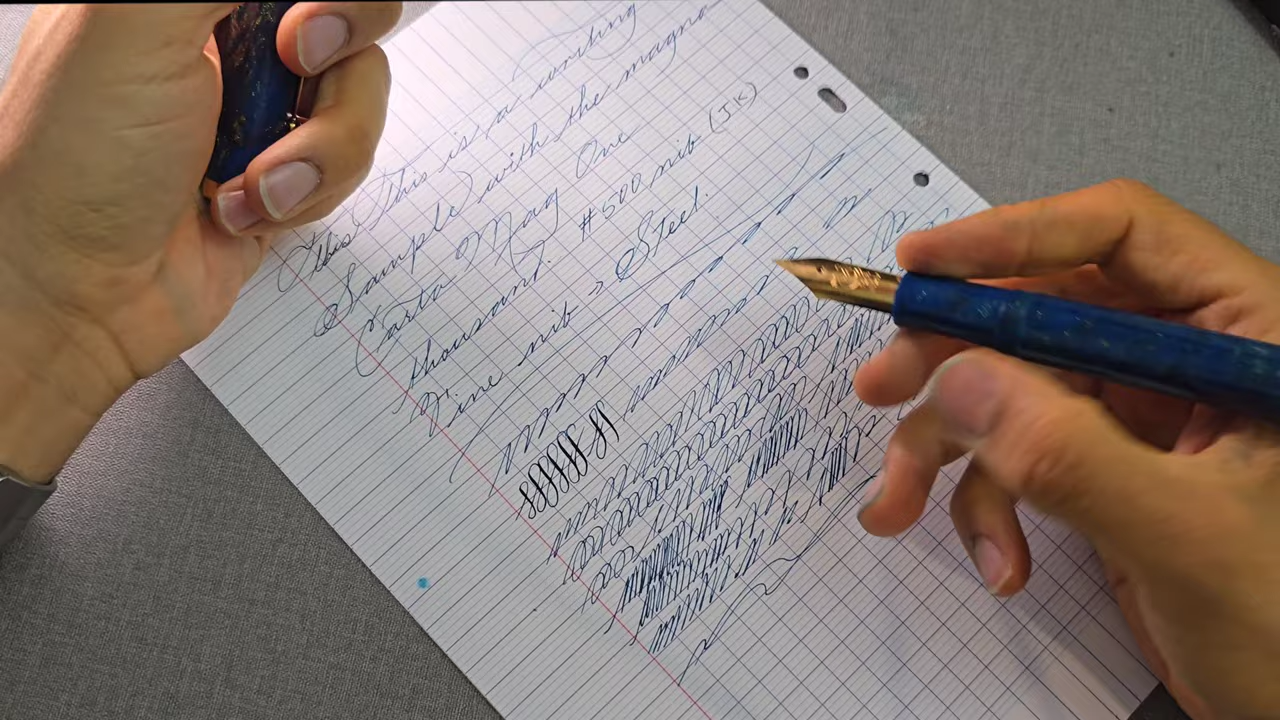 This This is a writing
Sample with the magna
Carta Mag One
thousand. #500 nib (JK)
Fine nib > Steel.